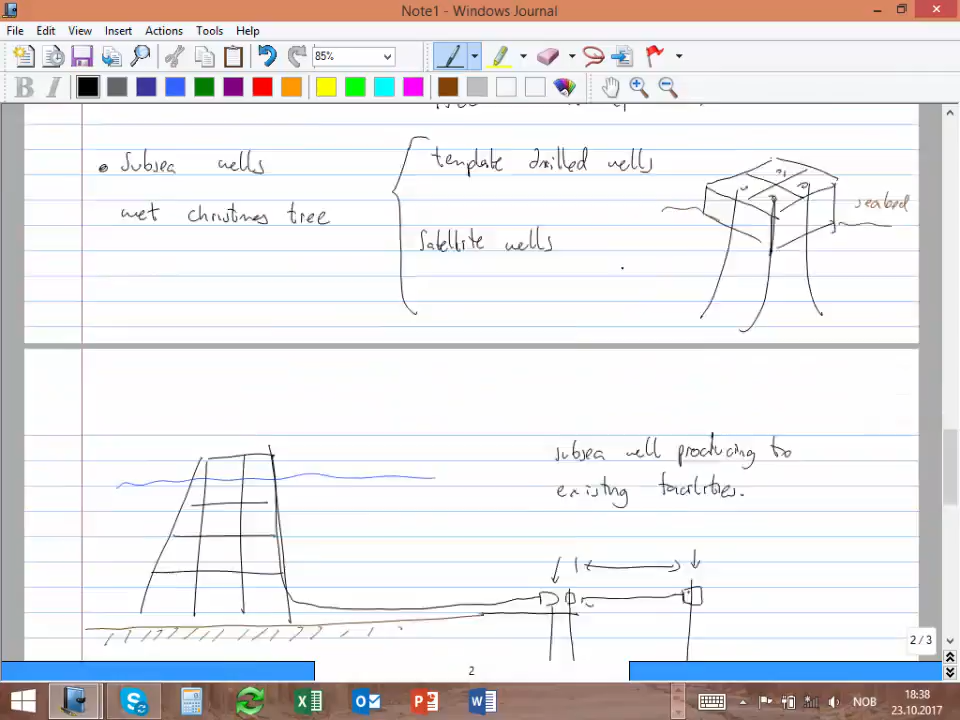 Note1 - Windows Journal
File Edit View Insert Actions Tools Help
85%
B I
• Subsea wells
wet christmas tree
template drilled wells
Satellite wells
seabed
subsea well producing to
existing facilities.
2 / 3
2
NOB
18:38
23.10.2017